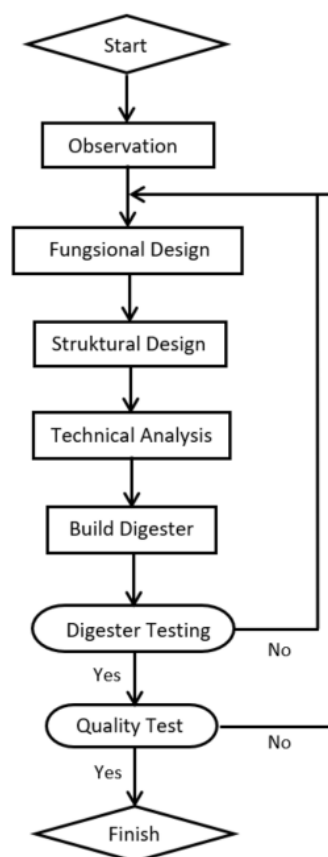 Start
Observation
Fungsional Design
Struktural Design
Technical Analysis
Build Digester
Digester Testing
No
Yes
Quality Test
No
Yes
Finish